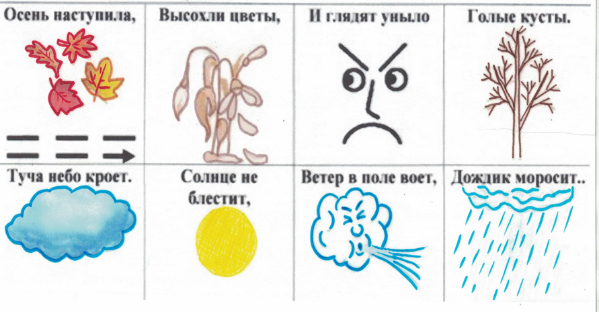 Осень наступила,
Высохли цветы,
И глядят уныло
Голые кусты.
Туча небо кроет.
Солнце не
блестит,
Ветер в поле воет,
Дождик моросит..